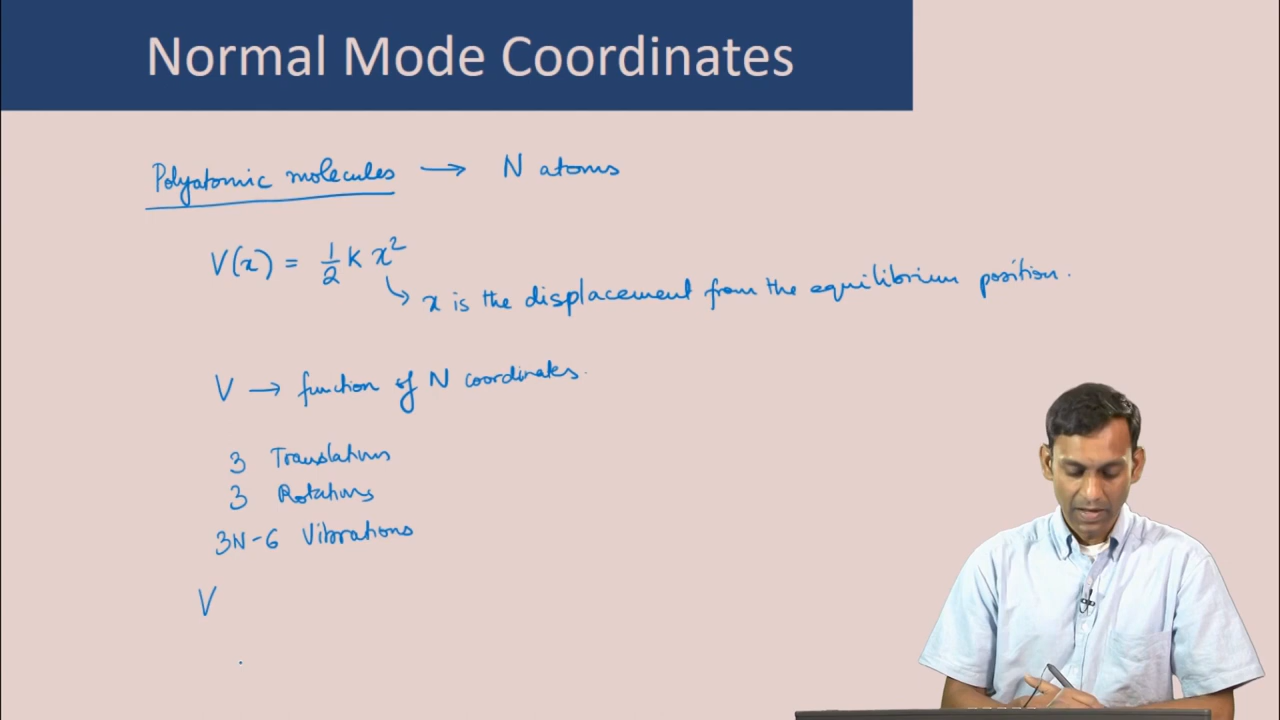 Normal Mode Coordinates
Polyatomic molecules → N atoms
V(x) = 1/2 k x²
↳ x is the displacement from the equilibrium position.
V → function of N coordinates.
3 Translations
3 Rotations
3N-6 Vibrations
V